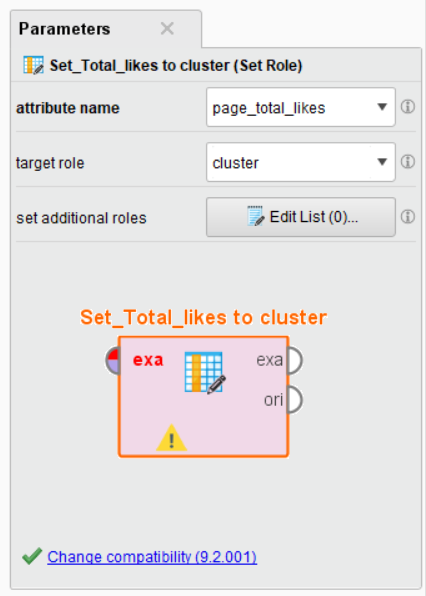 Parameters
Set_Total_likes to cluster (Set Role)
attribute name page_total_likes
target role cluster
set additional roles Edit List (0)...
Set_Total_likes to cluster
exa exa
ori
Change compatibility (9.2.001)